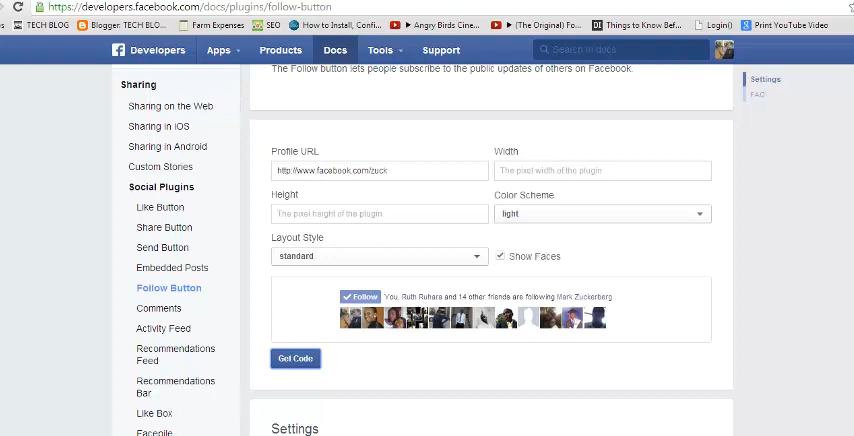 https://developers.facebook.com/docs/plugins/follow-button
TECH BLOG Blogger: TECH BLO... Farm Expenses SEO How to Install, Confi... Angry Birds Cine... (The Original) Fo... Things to Know Bef... Login() Print YouTube Video
Developers Apps Products Docs Tools Support Search in docs
Sharing
Sharing on the Web
Sharing in iOS
Sharing in Android
Custom Stories
Social Plugins
Like Button
Share Button
Send Button
Embedded Posts
Follow Button
Comments
Activity Feed
Recommendations
Feed
Recommendations
Bar
Like Box
Facepile
The Follow button lets people subscribe to the public updates of others on Facebook.
Profile URL
http://www.facebook.com/zuck
Width
The pixel width of the plugin
Height
The pixel height of the plugin
Color Scheme
light
Layout Style
standard
Show Faces
Follow You, Ruth Ruhara and 14 other friends are following Mark Zuckerberg.
Get Code
Settings
Settings
FAQ